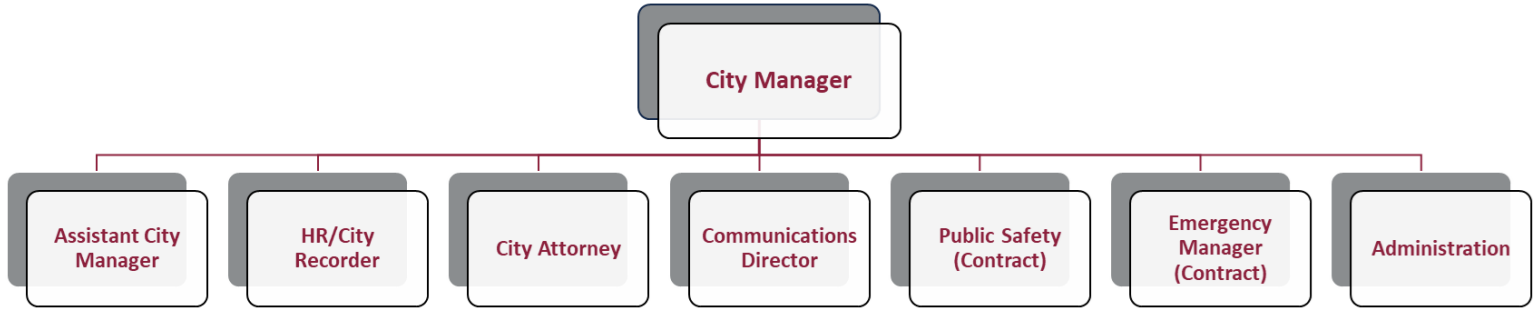 City Manager
Assistant City
Manager
HR/City
Recorder
City Attorney
Communications
Director
Public Safety
(Contract)
Emergency
Manager
(Contract)
Administration